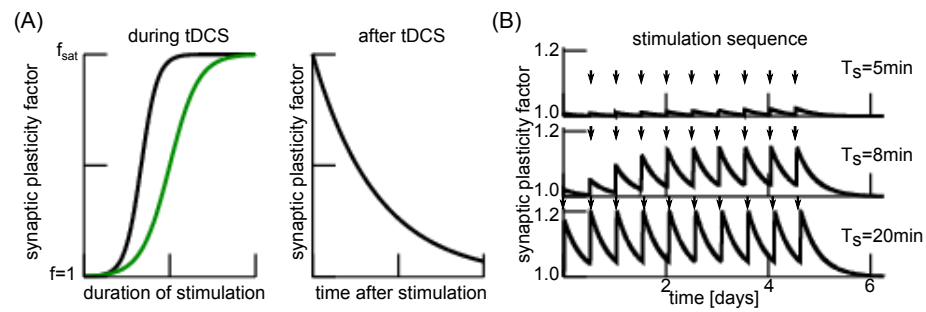 (A)
during tDCS
after tDCS
f_sat
f=1
synaptic plasticity factor
duration of stimulation
synaptic plasticity factor
time after stimulation
(B)
stimulation sequence
synaptic plasticity factor
1.2
1.0
T_S=5min
1.2
1.0
T_S=8min
1.2
1.0
T_S=20min
2
4
6
time [days]